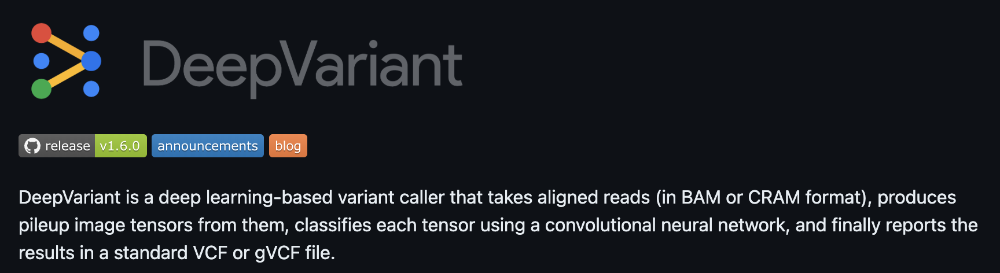 DeepVariant
release v1.6.0 announcements blog
DeepVariant is a deep learning-based variant caller that takes aligned reads (in BAM or CRAM format), produces
pileup image tensors from them, classifies each tensor using a convolutional neural network, and finally reports the
results in a standard VCF or gVCF file.